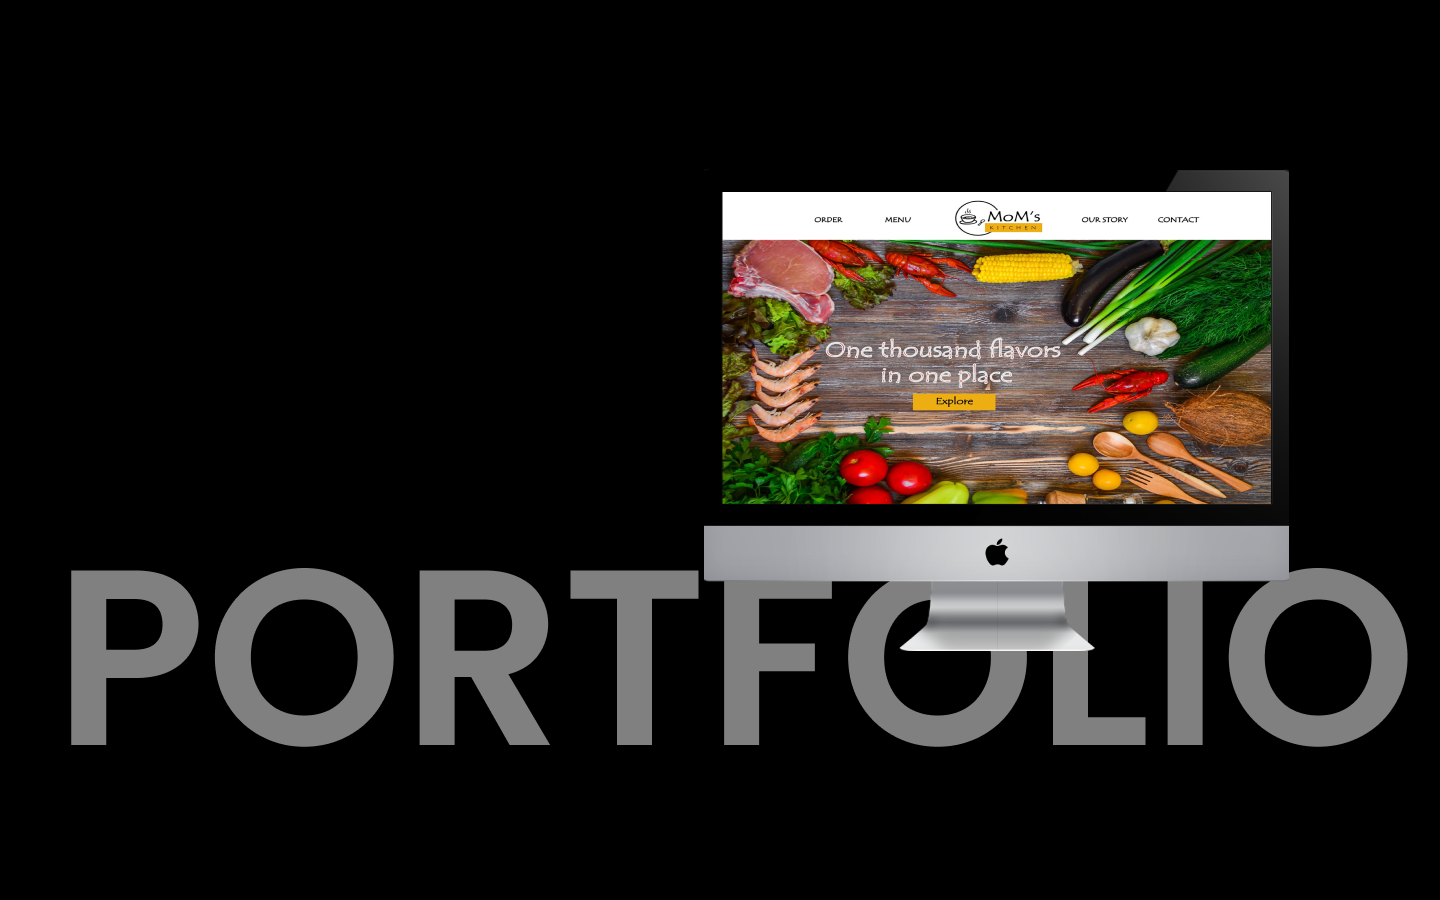 ORDER
MENU
MoM's
KITCHEN
OUR STORY
CONTACT
One thousand flavors
in one place
Explore
PORTFOLIO